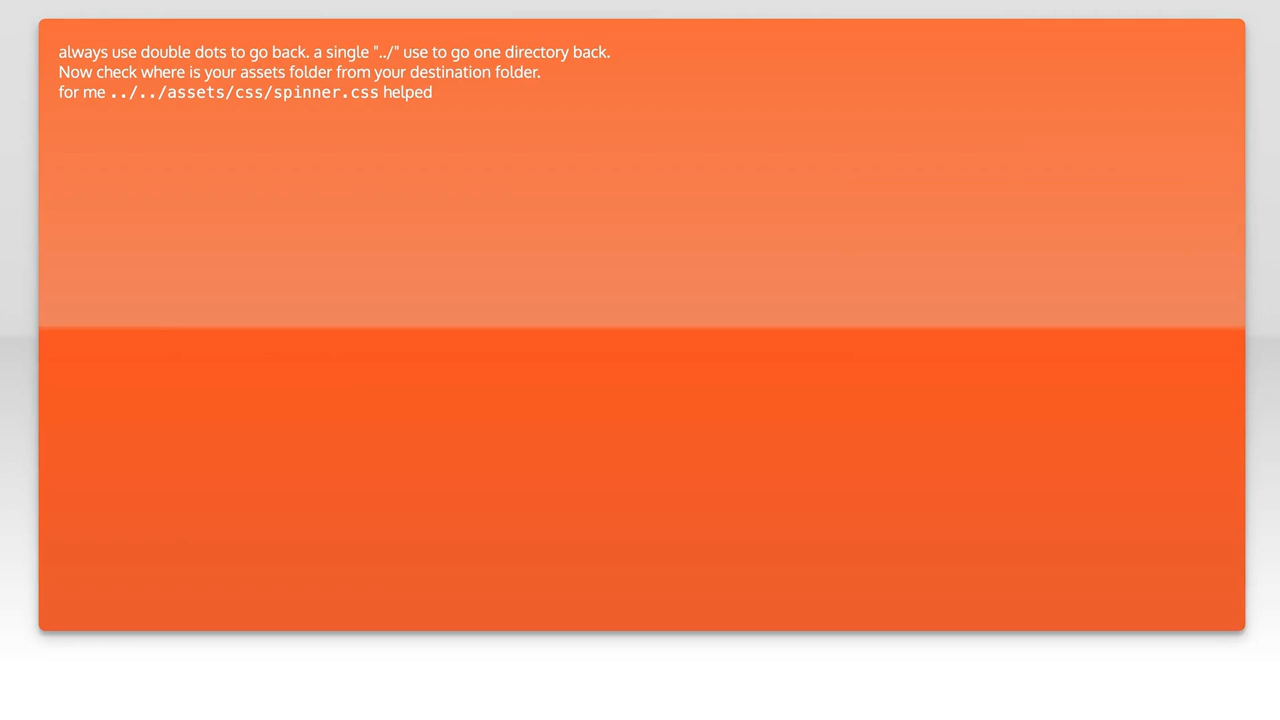 always use double dots to go back. a single "../" use to go one directory back.
Now check where is your assets folder from your destination folder.
for me ../../assets/css/spinner.css helped